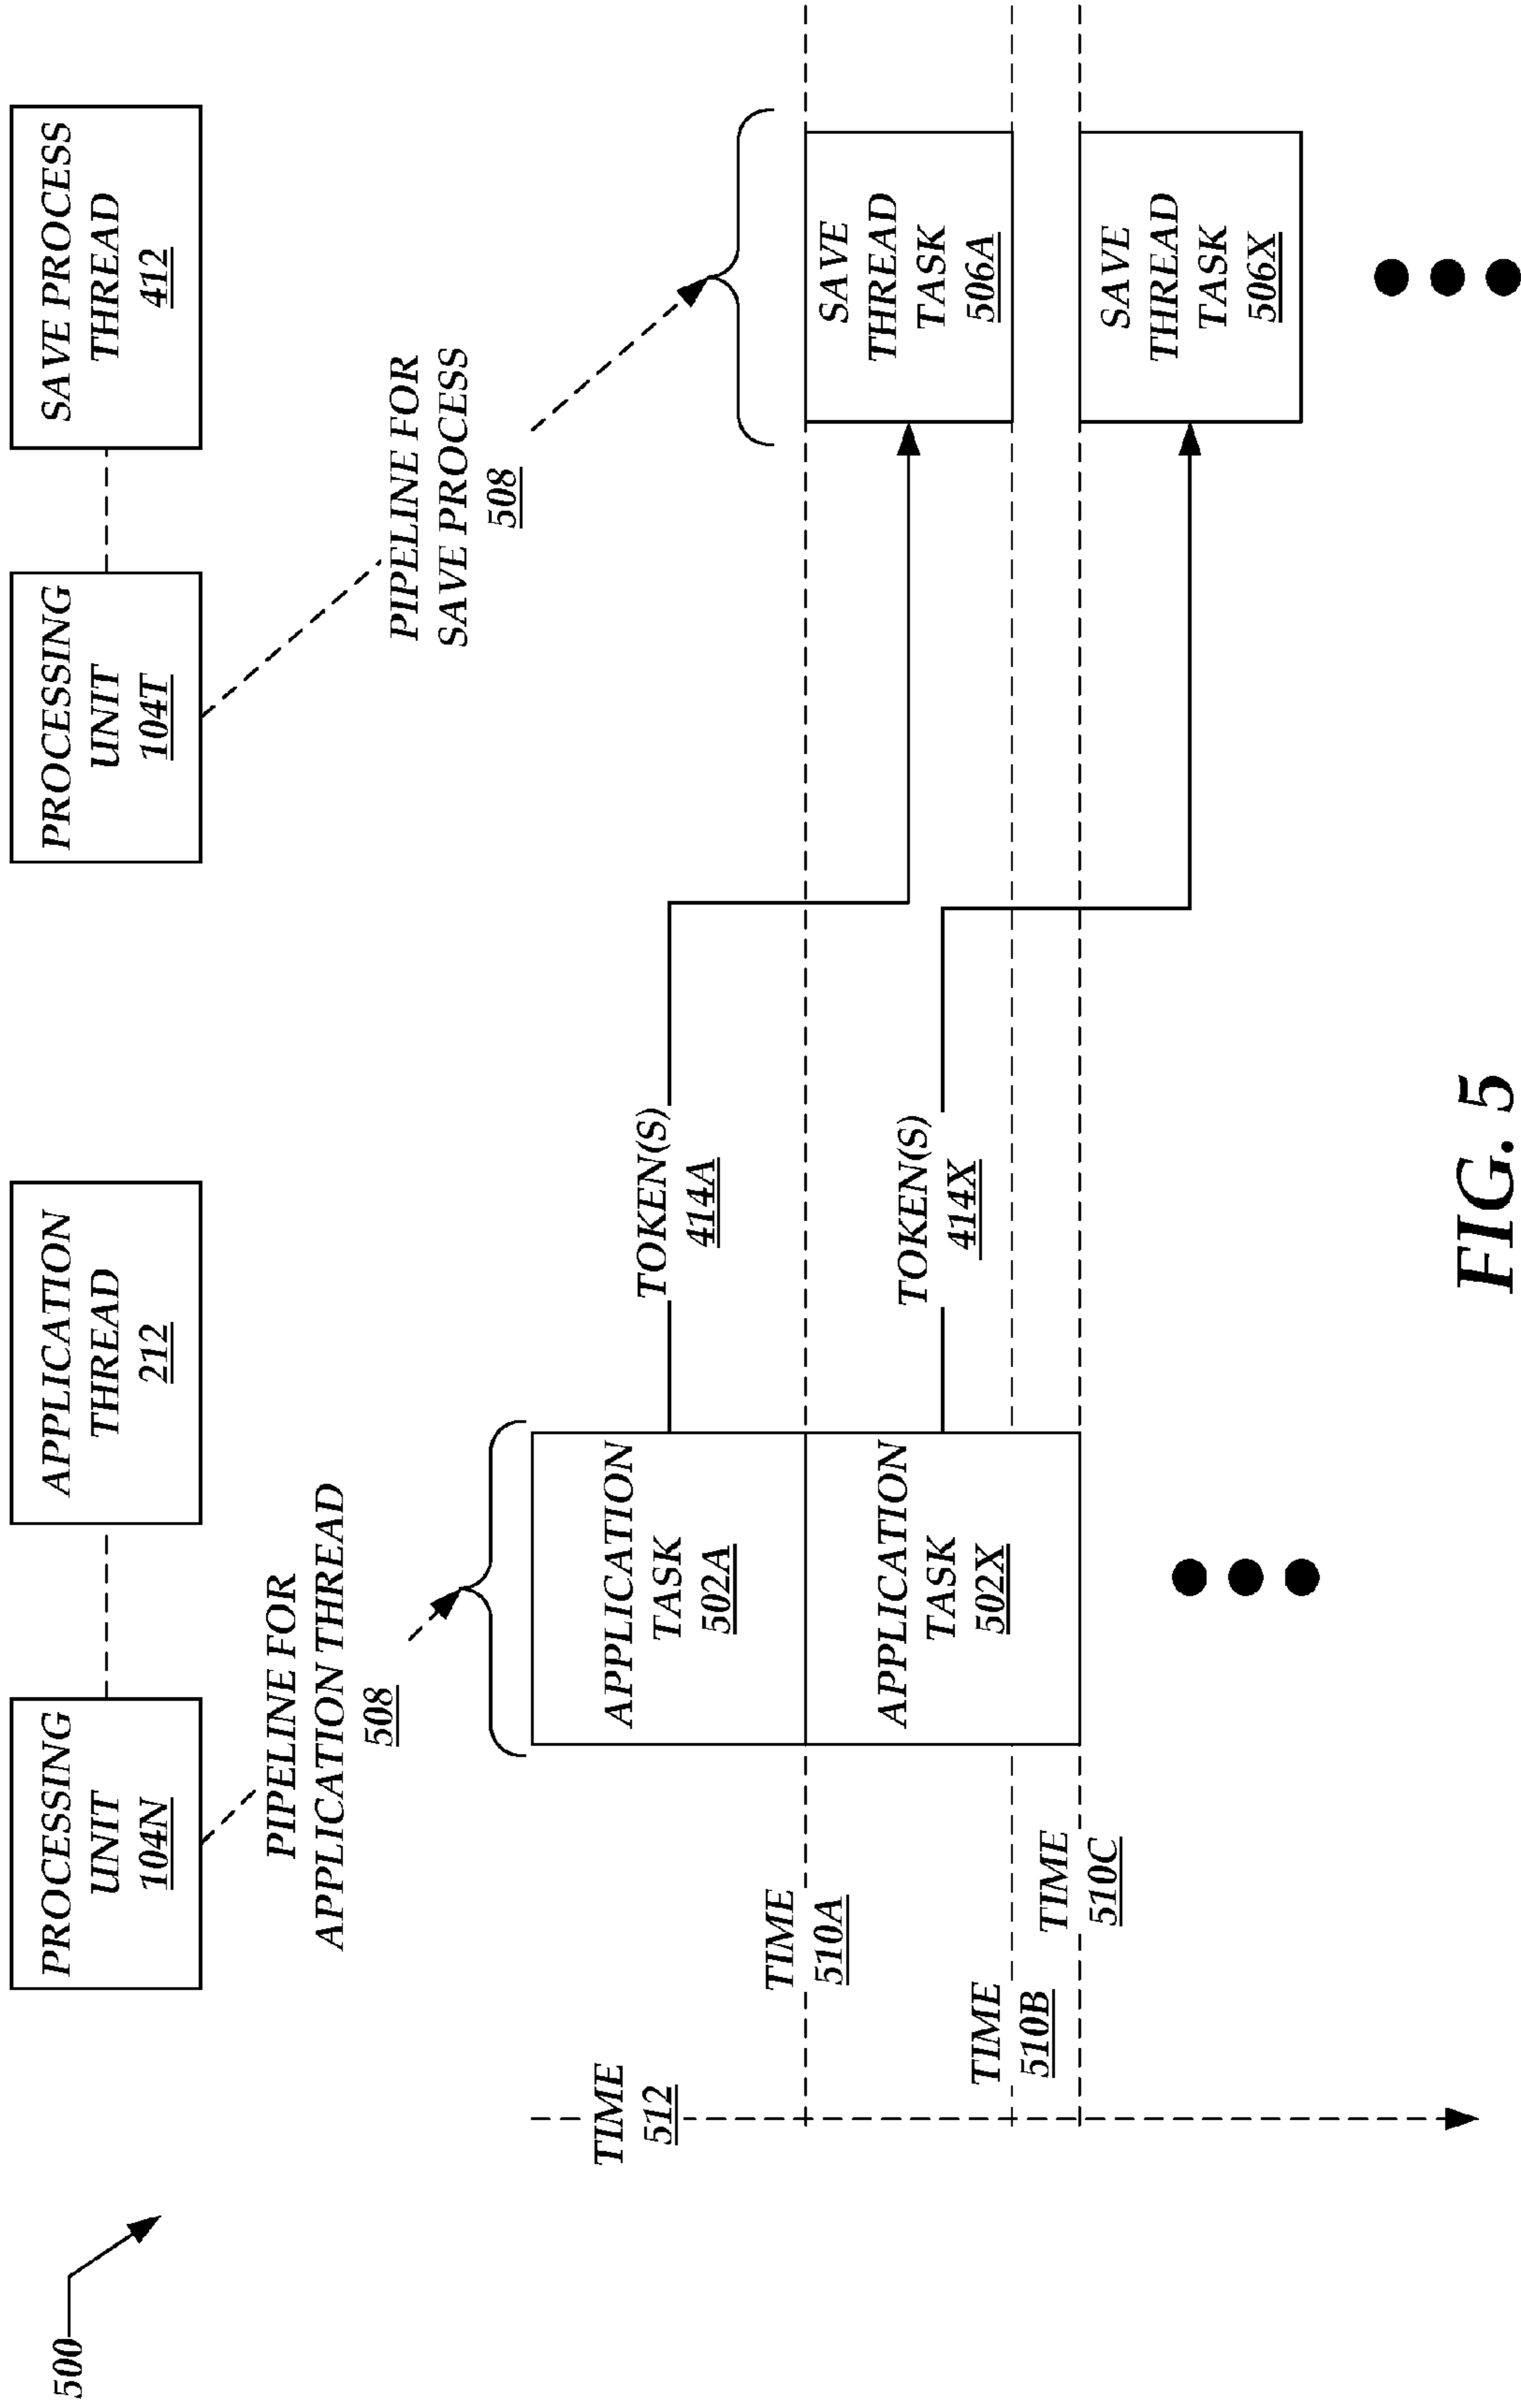 500
PROCESSING
UNIT
104N
APPLICATION
THREAD
212
PROCESSING
UNIT
104T
SAVE PROCESS
THREAD
412
PIPELINE FOR
APPLICATION THREAD
508
PIPELINE FOR
SAVE PROCESS
508
TIME
512
APPLICATION
TASK
502A
TOKEN(S)
414A
TIME
510A
SAVE
THREAD
TASK
506A
APPLICATION
TASK
502X
TOKEN(S)
414X
TIME
510B
TIME
510C
SAVE
THREAD
TASK
506X
FIG. 5